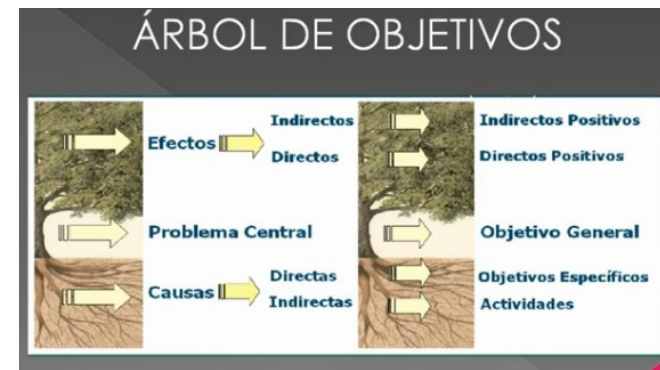 ÁRBOL DE OBJETIVOS
Efectos
Indirectos
Directos
Problema Central
Causas
Directas
Indirectas
Indirectos Positivos
Directos Positivos
Objetivo General
Objetivos Específicos
Actividades